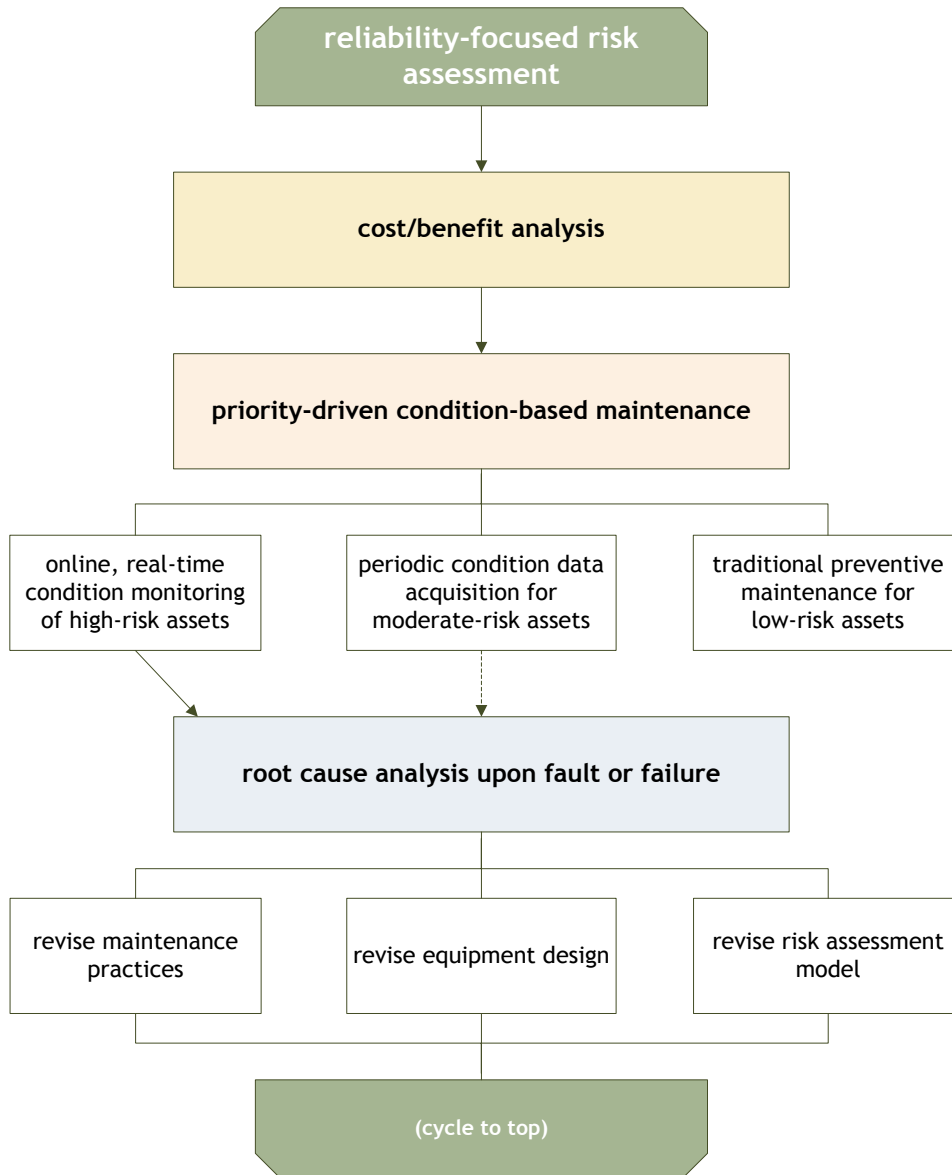 reliability-focused risk
assessment
cost/benefit analysis
priority-driven condition-based maintenance
online, real-time
condition monitoring
of high-risk assets
periodic condition data
acquisition for
moderate-risk assets
traditional preventive
maintenance for
low-risk assets
root cause analysis upon fault or failure
revise maintenance
practices
revise equipment design
revise risk assessment
model
(cycle to top)